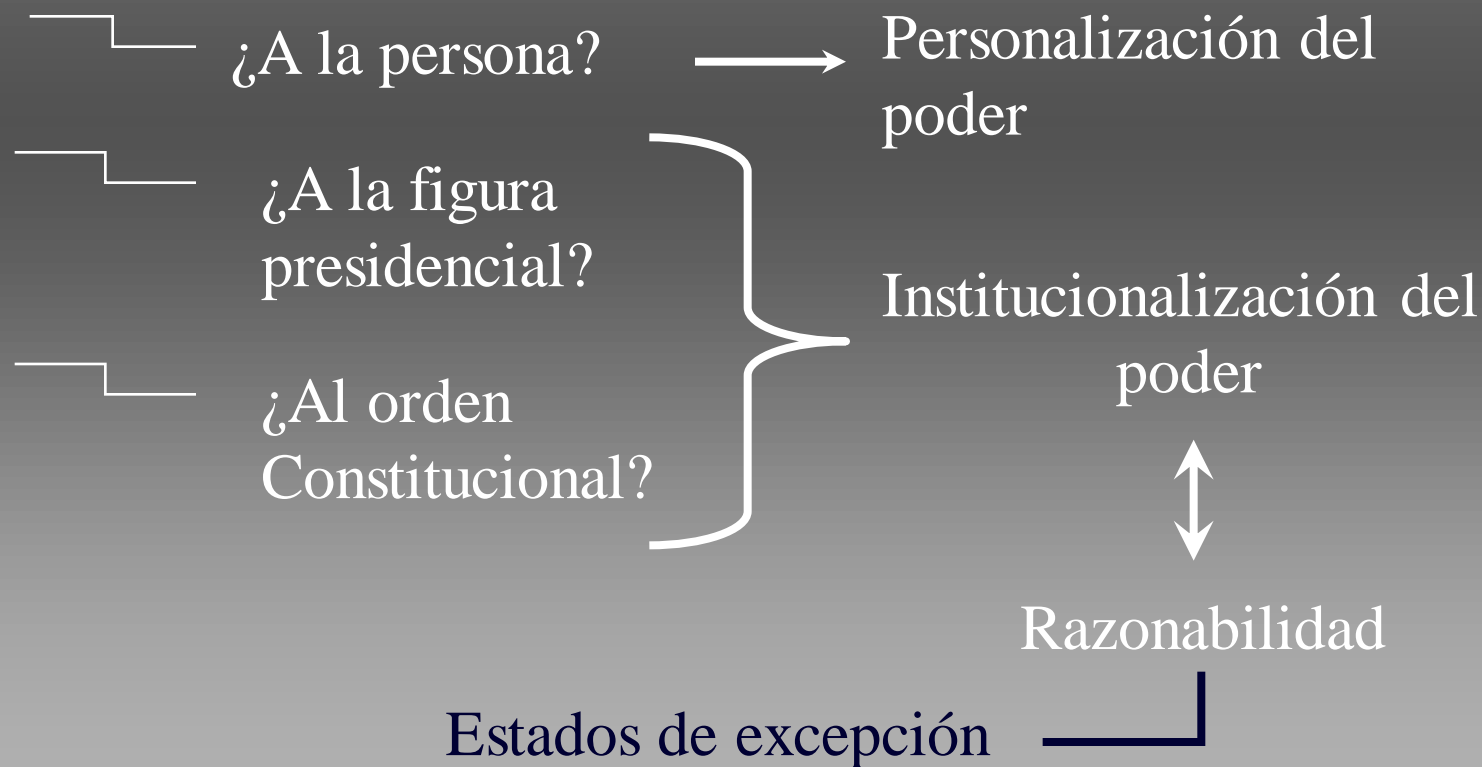 ¿A la persona?
Personalización del
poder
¿A la figura
presidencial?
Institucionalización del
poder
¿Al orden
Constitucional?
Razonabilidad
Estados de excepción